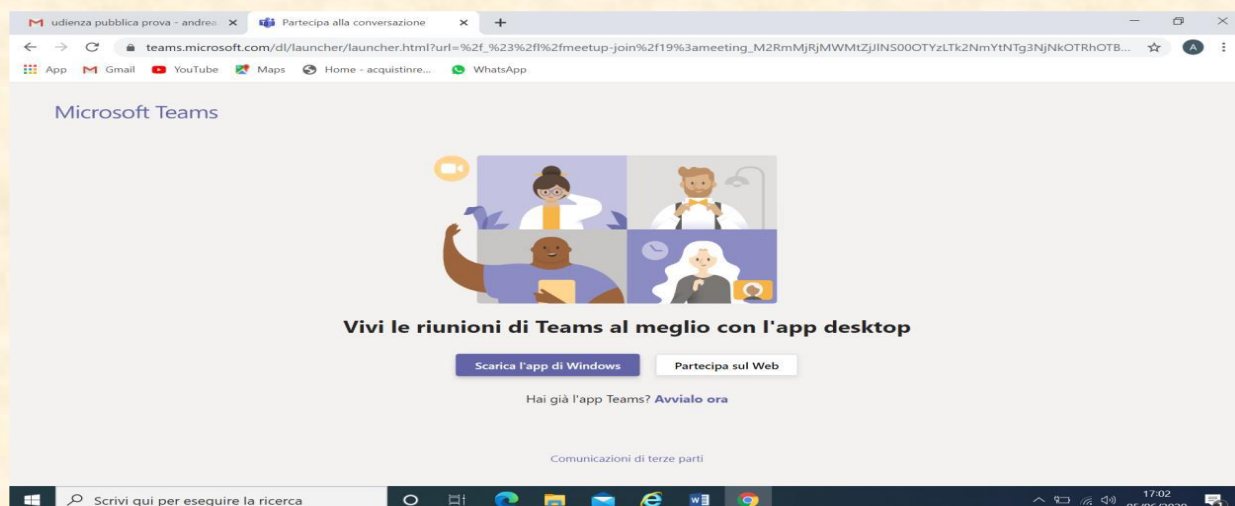 udienza pubblica prova - andrea.
Partecipa alla conversazione
teams.microsoft.com/dl/launcher/launcher.html?url=%2f_%23%2fl%2fmeetup-join%2f19%3ameeting_M2RmMjRjMWMtZjJlNS00OTYzLTk2NmYtNTg3NjNkOTRhOTB...
A
App Gmail YouTube Maps Home - acquistinre... WhatsApp
Microsoft Teams
Vivi le riunioni di Teams al meglio con l'app desktop
Scarica l'app di Windows Partecipa sul Web
Hai già l'app Teams? Avvialo ora
Comunicazioni di terze parti
Scrivi qui per eseguire la ricerca
17:02
05/06/2020